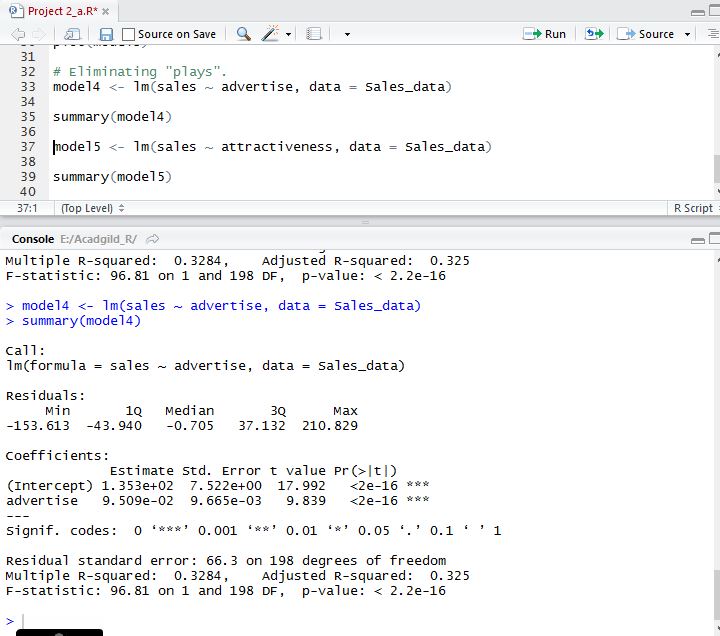 Project 2_a.R*
Source on Save Run Source
31
32 # Eliminating "plays".
33 model4 <- lm(sales ~ advertise, data = Sales_data)
34
35 summary(model4)
36
37 model5 <- lm(sales ~ attractiveness, data = Sales_data)
38
39 summary(model5)
40
37:1 (Top Level) R Script
Console E:/Acadgild_R/
Multiple R-squared:  0.3284,    Adjusted R-squared:  0.325
F-statistic: 96.81 on 1 and 198 DF,  p-value: < 2.2e-16
> model4 <- lm(sales ~ advertise, data = Sales_data)
> summary(model4)
Call:
lm(formula = sales ~ advertise, data = Sales_data)
Residuals:
     Min       1Q   Median       3Q      Max
-153.613  -43.940   -0.705   37.132  210.829
Coefficients:
             Estimate Std. Error t value Pr(>|t|)
(Intercept) 1.353e+02  7.522e+00  17.992   <2e-16 ***
advertise   9.509e-02  9.665e-03   9.839   <2e-16 ***
---
Signif. codes:  0 ‘***’ 0.001 ‘**’ 0.01 ‘*’ 0.05 ‘.’ 0.1 ‘ ’ 1
Residual standard error: 66.3 on 198 degrees of freedom
Multiple R-squared:  0.3284,    Adjusted R-squared:  0.325
F-statistic: 96.81 on 1 and 198 DF,  p-value: < 2.2e-16
>